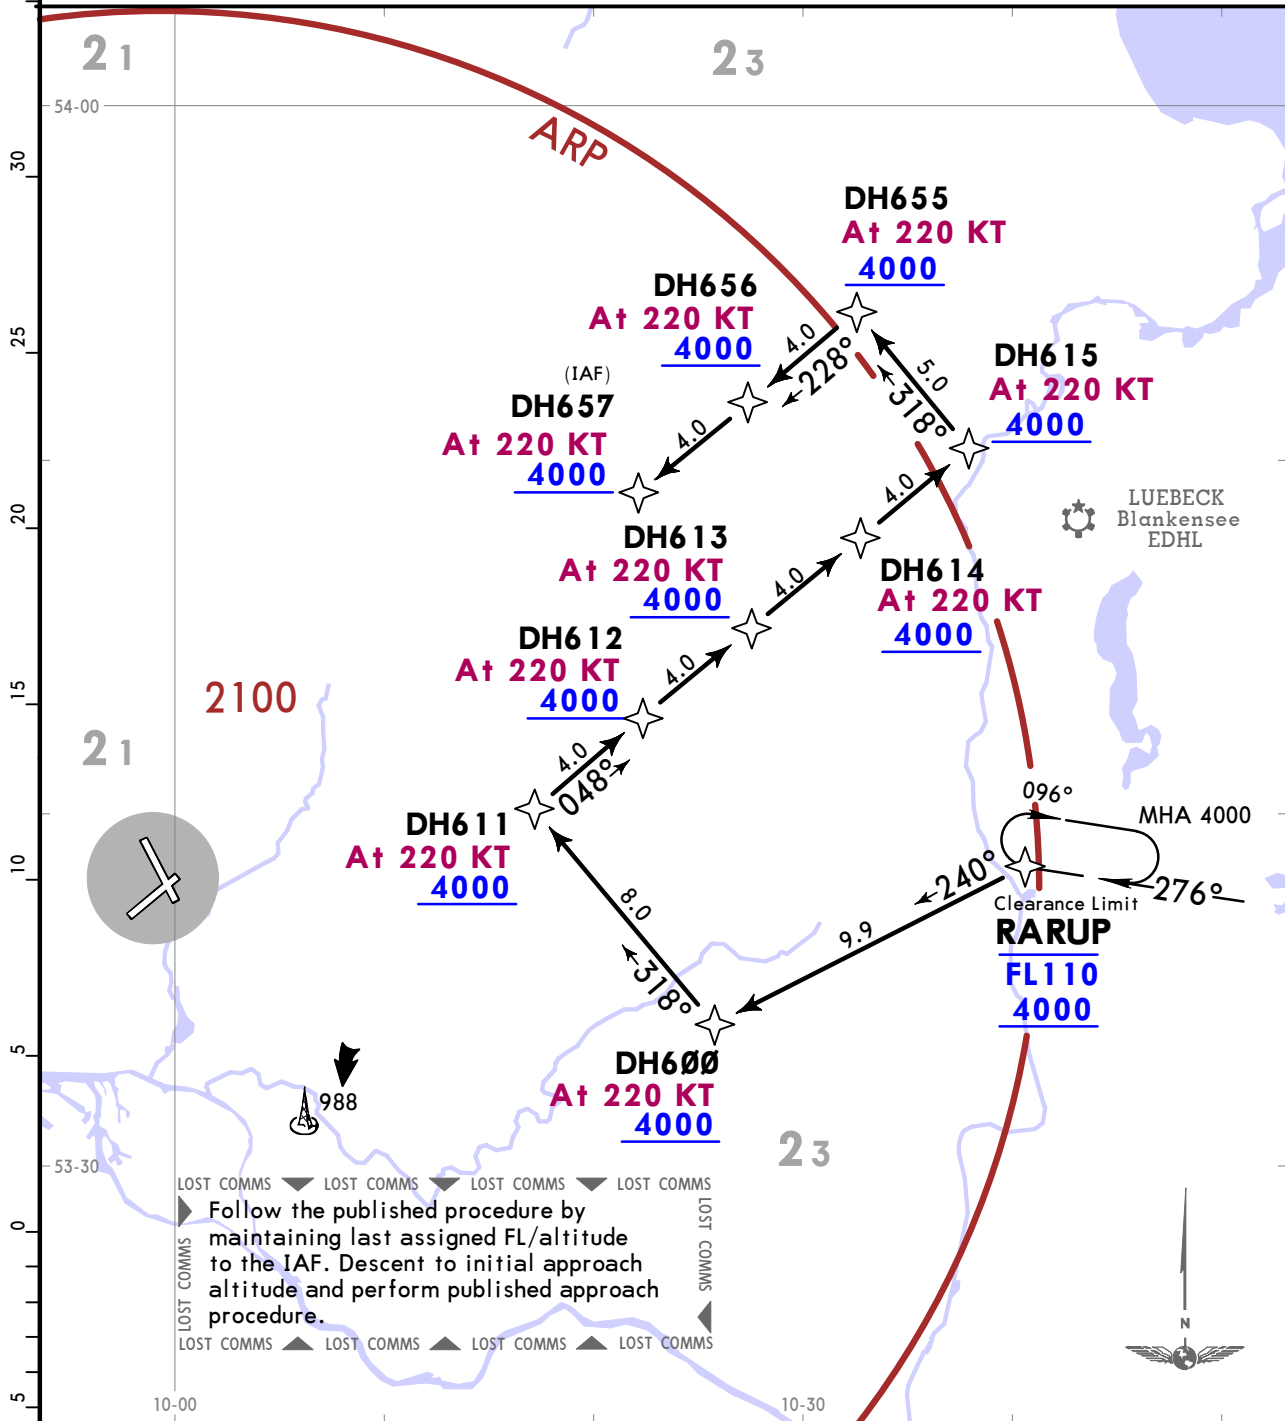 21
23
54-00
30
ARP
DH655
At 220 KT
4000
DH656
At 220 KT
4000
4.0
228°
25
5.0
318°
DH615
At 220 KT
4000
(IAF)
DH657
At 220 KT
4000
4.0
4.0
LUEBECK
Blankensee
EDHL
20
DH613
At 220 KT
4000
4.0
DH614
At 220 KT
4000
DH612
At 220 KT
4000
4.0
15
2100
21
4.0
048°
DH611
At 220 KT
4000
096°
MHA 4000
276°
10
240°
9.9
Clearance Limit
RARUP
FL110
4000
8.0
318°
5
DH6ØØ
At 220 KT
4000
988
23
53-30
LOST COMMS LOST COMMS LOST COMMS LOST COMMS
LOST COMMS
Follow the published procedure by
maintaining last assigned FL/altitude
to the IAF. Descent to initial approach
altitude and perform published approach
procedure.
LOST COMMS
LOST COMMS LOST COMMS LOST COMMS LOST COMMS
0
N
5
10-00
10-30